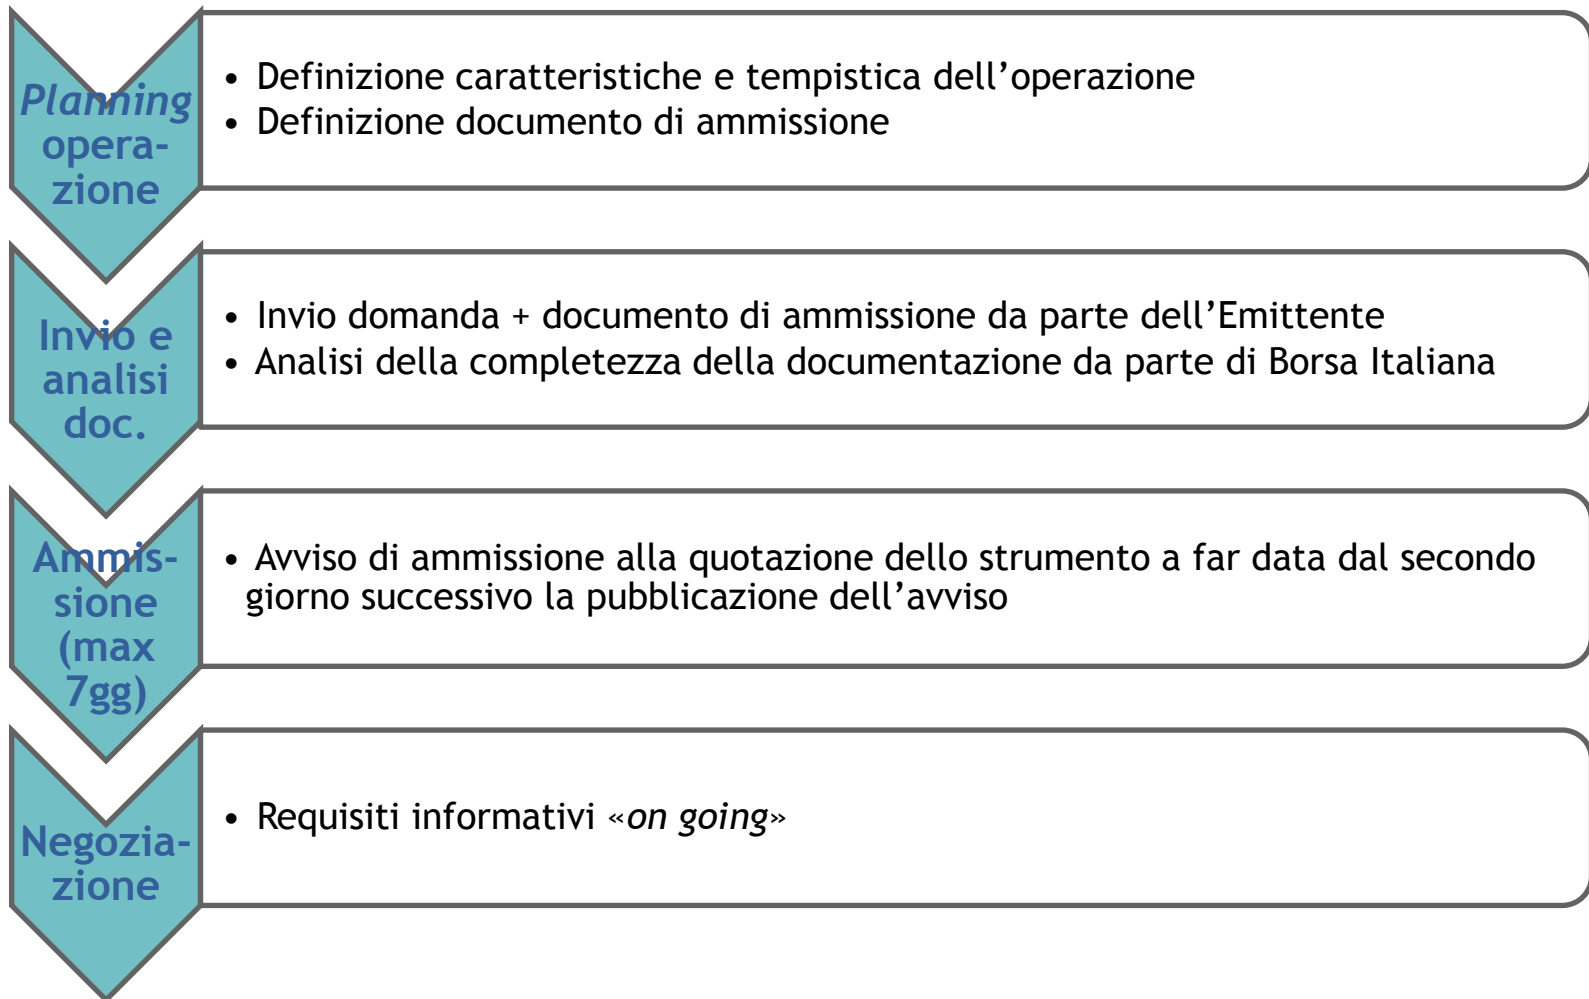 Planning
opera-
zione
• Definizione caratteristiche e tempistica dell’operazione
• Definizione documento di ammissione
Invio e
analisi
doc.
• Invio domanda + documento di ammissione da parte dell’Emittente
• Analisi della completezza della documentazione da parte di Borsa Italiana
Ammis-
sione
(max
7gg)
• Avviso di ammissione alla quotazione dello strumento a far data dal secondo
giorno successivo la pubblicazione dell’avviso
Negozia-
zione
• Requisiti informativi «on going»